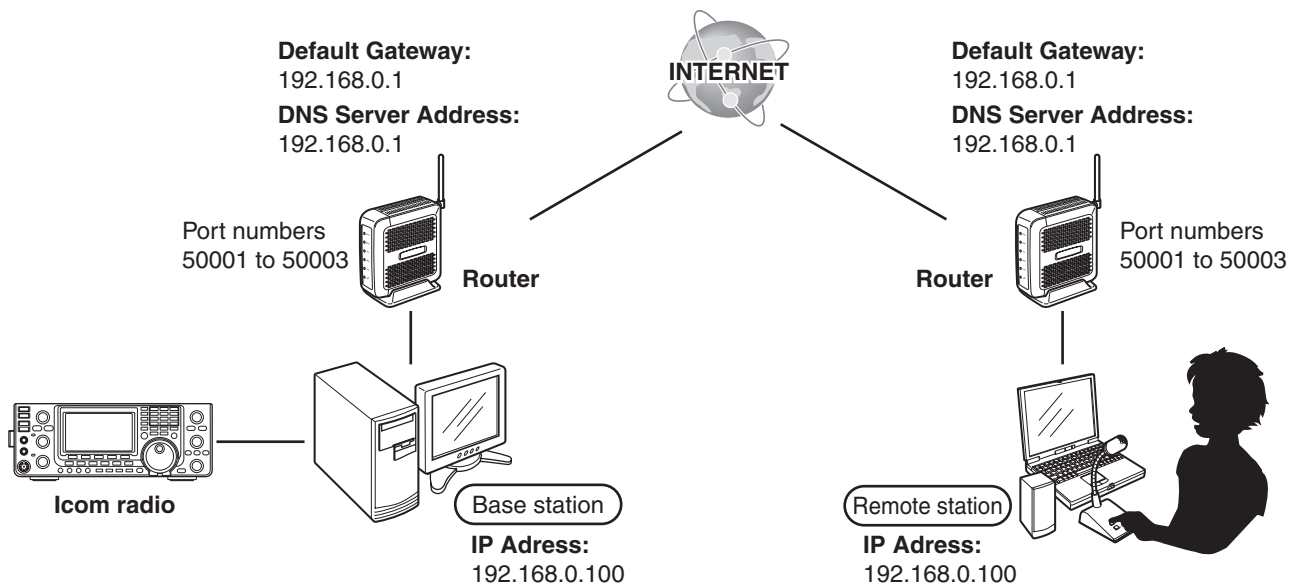 INTERNET
Default Gateway:
192.168.0.1
DNS Server Address:
192.168.0.1
Default Gateway:
192.168.0.1
DNS Server Address:
192.168.0.1
Port numbers
50001 to 50003
Router
Router
Port numbers
50001 to 50003
Icom radio
Base station
IP Adress:
192.168.0.100
Remote station
IP Adress:
192.168.0.100